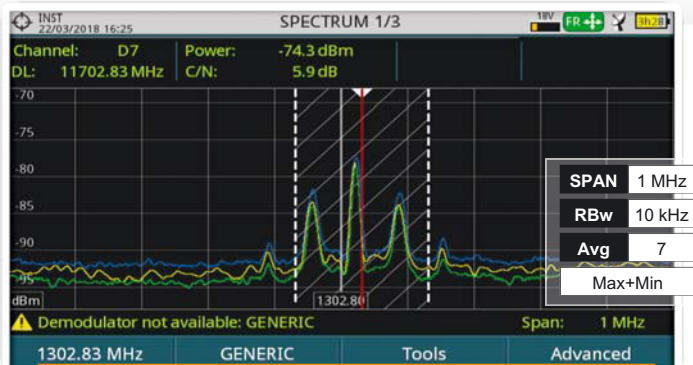 INST
22/03/2018 16:25
SPECTRUM 1/3
18V
FR
3h28
Channel: D7
Power: -74.3 dBm
DL: 11702.83 MHz
C/N: 5.9 dB
-70
-75
-80
-85
-90
-95
dBm
1302.80
SPAN 1 MHz
RBw 10 kHz
Avg 7
Max+Min
Demodulator not available: GENERIC
Span: 1 MHz
1302.83 MHz
GENERIC
Tools
Advanced